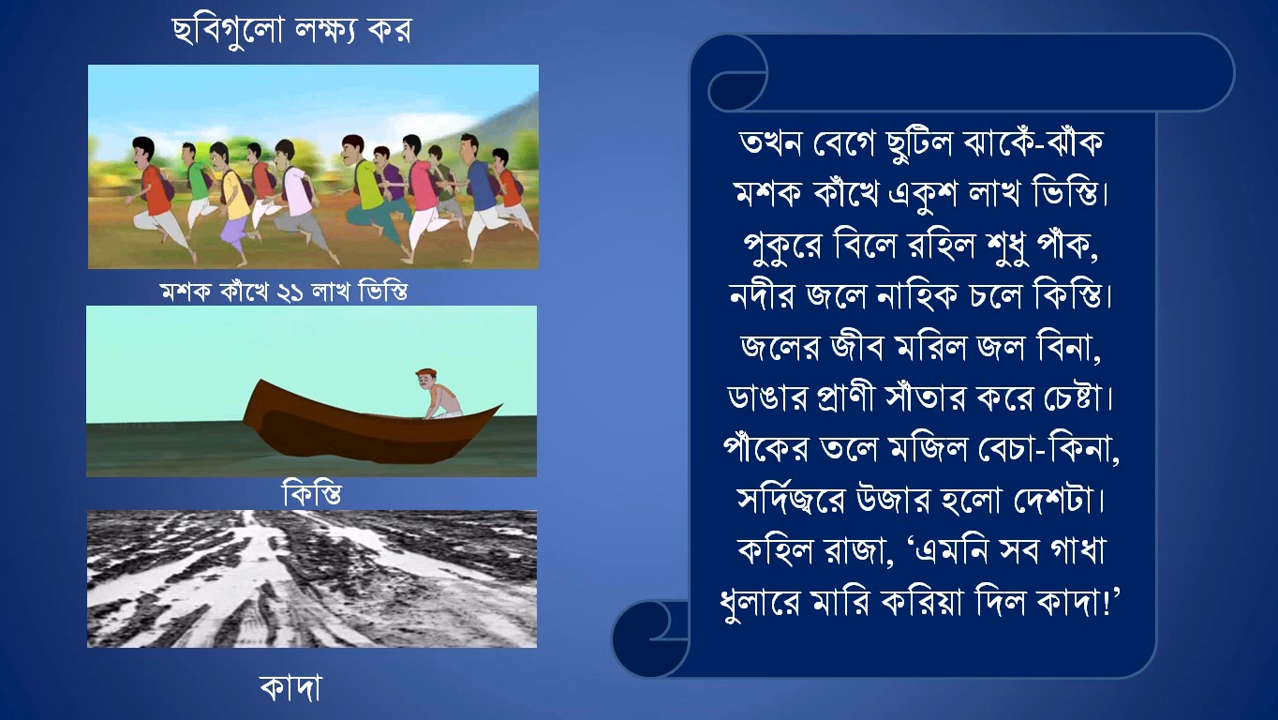 ছবিগুলো লক্ষ্য কর
মশক কাঁখে ২১ লাখ ভিস্তি
কিস্তি
কাদা
তখন বেগে ছুটিল ঝাকেঁ-ঝাঁক
মশক কাঁখে একুশ লাখ ভিস্তি।
পুকুরে বিলে রহিল শুধু পাঁক,
নদীর জলে নাহিক চলে কিস্তি।
জলের জীব মরিল জল বিনা,
ডাঙার প্রাণী সাঁতার করে চেষ্টা।
পাঁকের তলে মজিল বেচা-কিনা,
সর্দিজ্বরে উজার হলো দেশটা।
কহিল রাজা, ‘এমনি সব গাধা
ধুলারে মারি করিয়া দিল কাদা!’